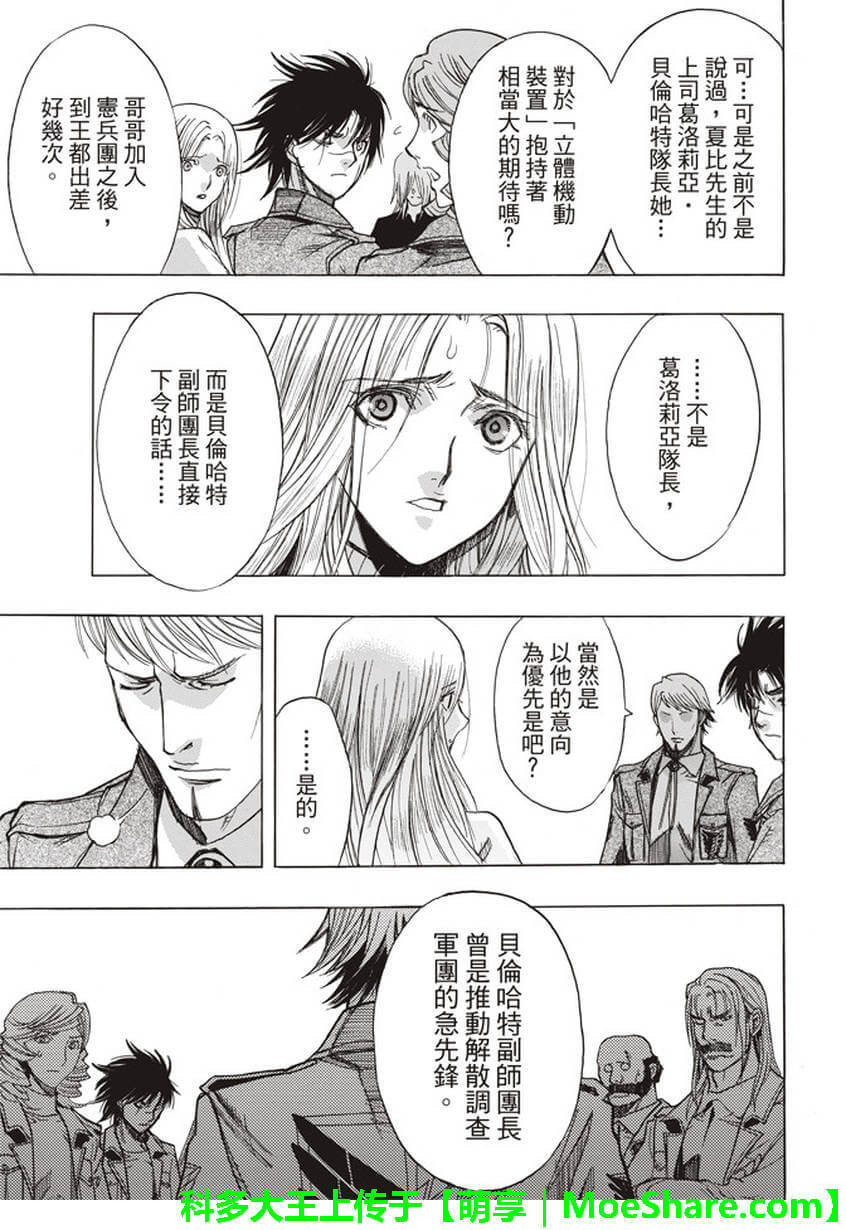 可…可是之前不是
說過，夏比先生的
上司葛洛莉亞・
貝倫哈特隊長她…
對於「立體機動
裝置」抱持著
相當大的期待嗎？
哥哥加入
憲兵團之後，
到王都出差
好幾次。
……不是
葛洛莉亞隊長，
而是貝倫哈特
副師團長直接
下令的話……
當然是
以他的意向
為優先是吧？
……是的。
貝倫哈特副師團長
曾是推動解散調查
軍團的急先鋒。
科多大王上传于【萌享｜MoeShare.com】